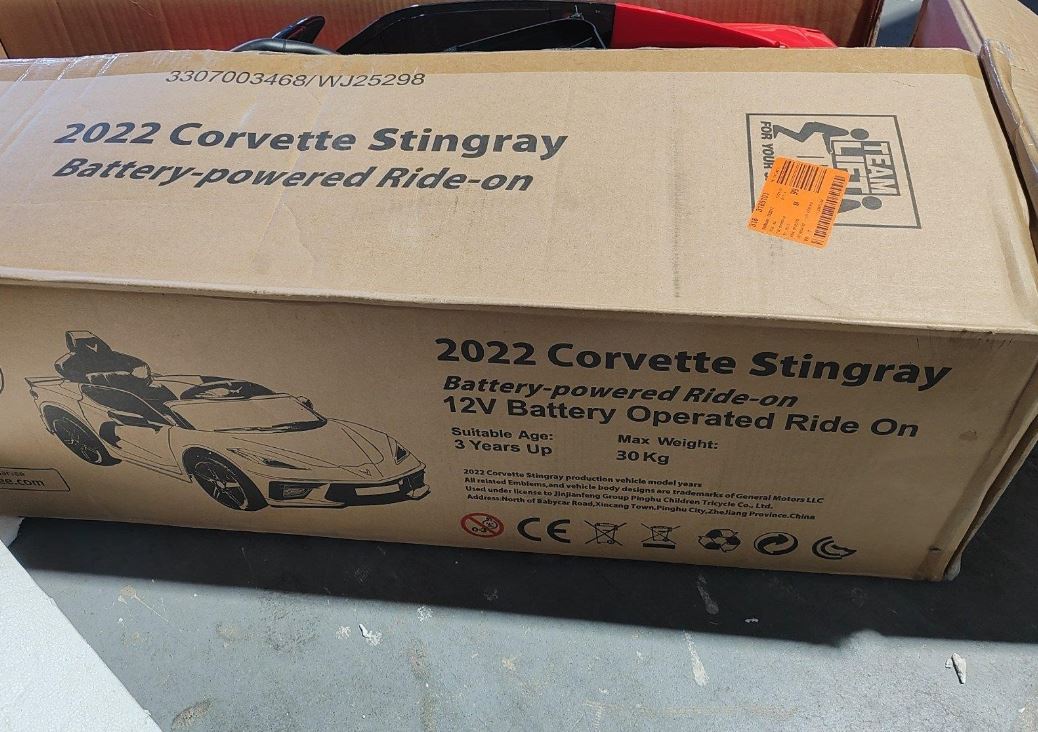 3307003468/WJ25298
2022 Corvette Stingray
Battery-powered Ride-on
TEAM
LIFT
FOR YOUR
2022 Corvette Stingray
Battery-powered Ride-on
12V Battery Operated Ride On
Suitable Age:
3 Years Up
Max Weight:
30 Kg
2022 Corvette Stingray production vehicle model years
All related Emblems,and vehicle body designs are trademarks of General Motors LLC
Used under license to Jinjianfeng Group Pinghu Children Tricycle Co., Ltd.
Address:North of Babycar Road,Xincang Town,Pinghu City,ZheJiang Province.China
CE
ee.com